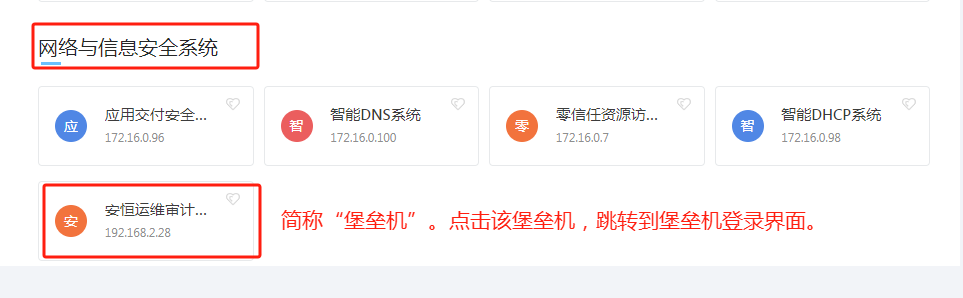 网络与信息安全系统
应
应用交付安全...
172.16.0.96
智
智能DNS系统
172.16.0.100
零
零信任资源访...
172.16.0.7
智
智能DHCP系统
172.16.0.98
安
安恒运维审计...
192.168.2.28
简称“堡垒机”。点击该堡垒机，跳转到堡垒机登录界面。